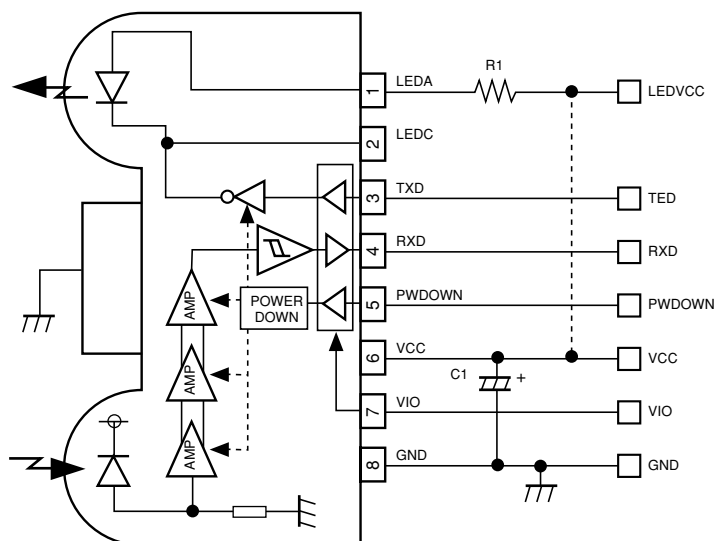 R1
1
LEDA
LEDVCC
2
LEDC
3
TXD
TED
4
RXD
RXD
AMP
POWER
DOWN
5
PWDOWN
PWDOWN
6
VCC
VCC
AMP
C1
+
7
VIO
VIO
AMP
8
GND
GND